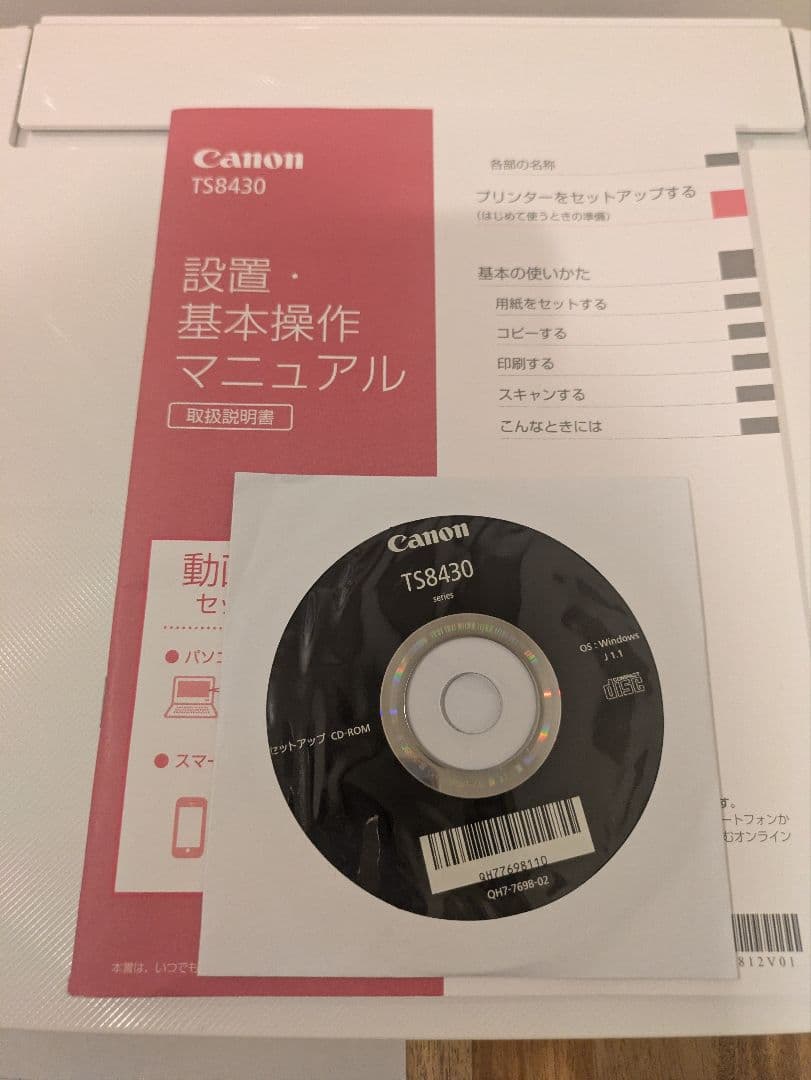 Canon
TS8430
設置・
基本操作
マニュアル
取扱説明書
各部の名称
プリンターをセットアップする
(はじめて使うときの準備)
基本の使いかた
用紙をセットする
コピーする
印刷する
スキャンする
こんなときには
動
セッ
● パソコ
● スマー
本書は、いつでも
Canon
TS8430
series
OS : Windows
J 1.1
COMPACT
disc
セットアップ CD-ROM
QH77698110
QH7-7698-02
す。
ートフォンか
むオンライン
812V01